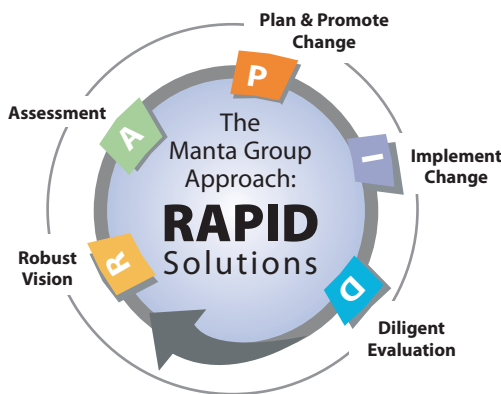 Plan & Promote
Change
P
Assessment
A
The
Manta Group
Approach:
RAPID
Solutions
I
Implement
Change
Robust
Vision
R
D
Diligent
Evaluation